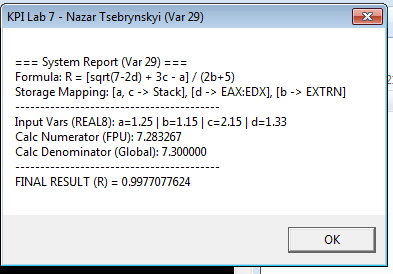 KPI Lab 7 - Nazar Tsebrynskyi (Var 29)
=== System Report (Var 29) ===
Formula: R = [sqrt(7-2d) + 3c - a] / (2b+5)
Storage Mapping: [a, c -> Stack], [d -> EAX:EDX], [b -> EXTRN]
----------------------------------------
Input Vars (REAL8): a=1.25 | b=1.15 | c=2.15 | d=1.33
Calc Numerator (FPU): 7.283267
Calc Denominator (Global): 7.300000
----------------------------------------
FINAL RESULT (R) = 0.9977077624
OK